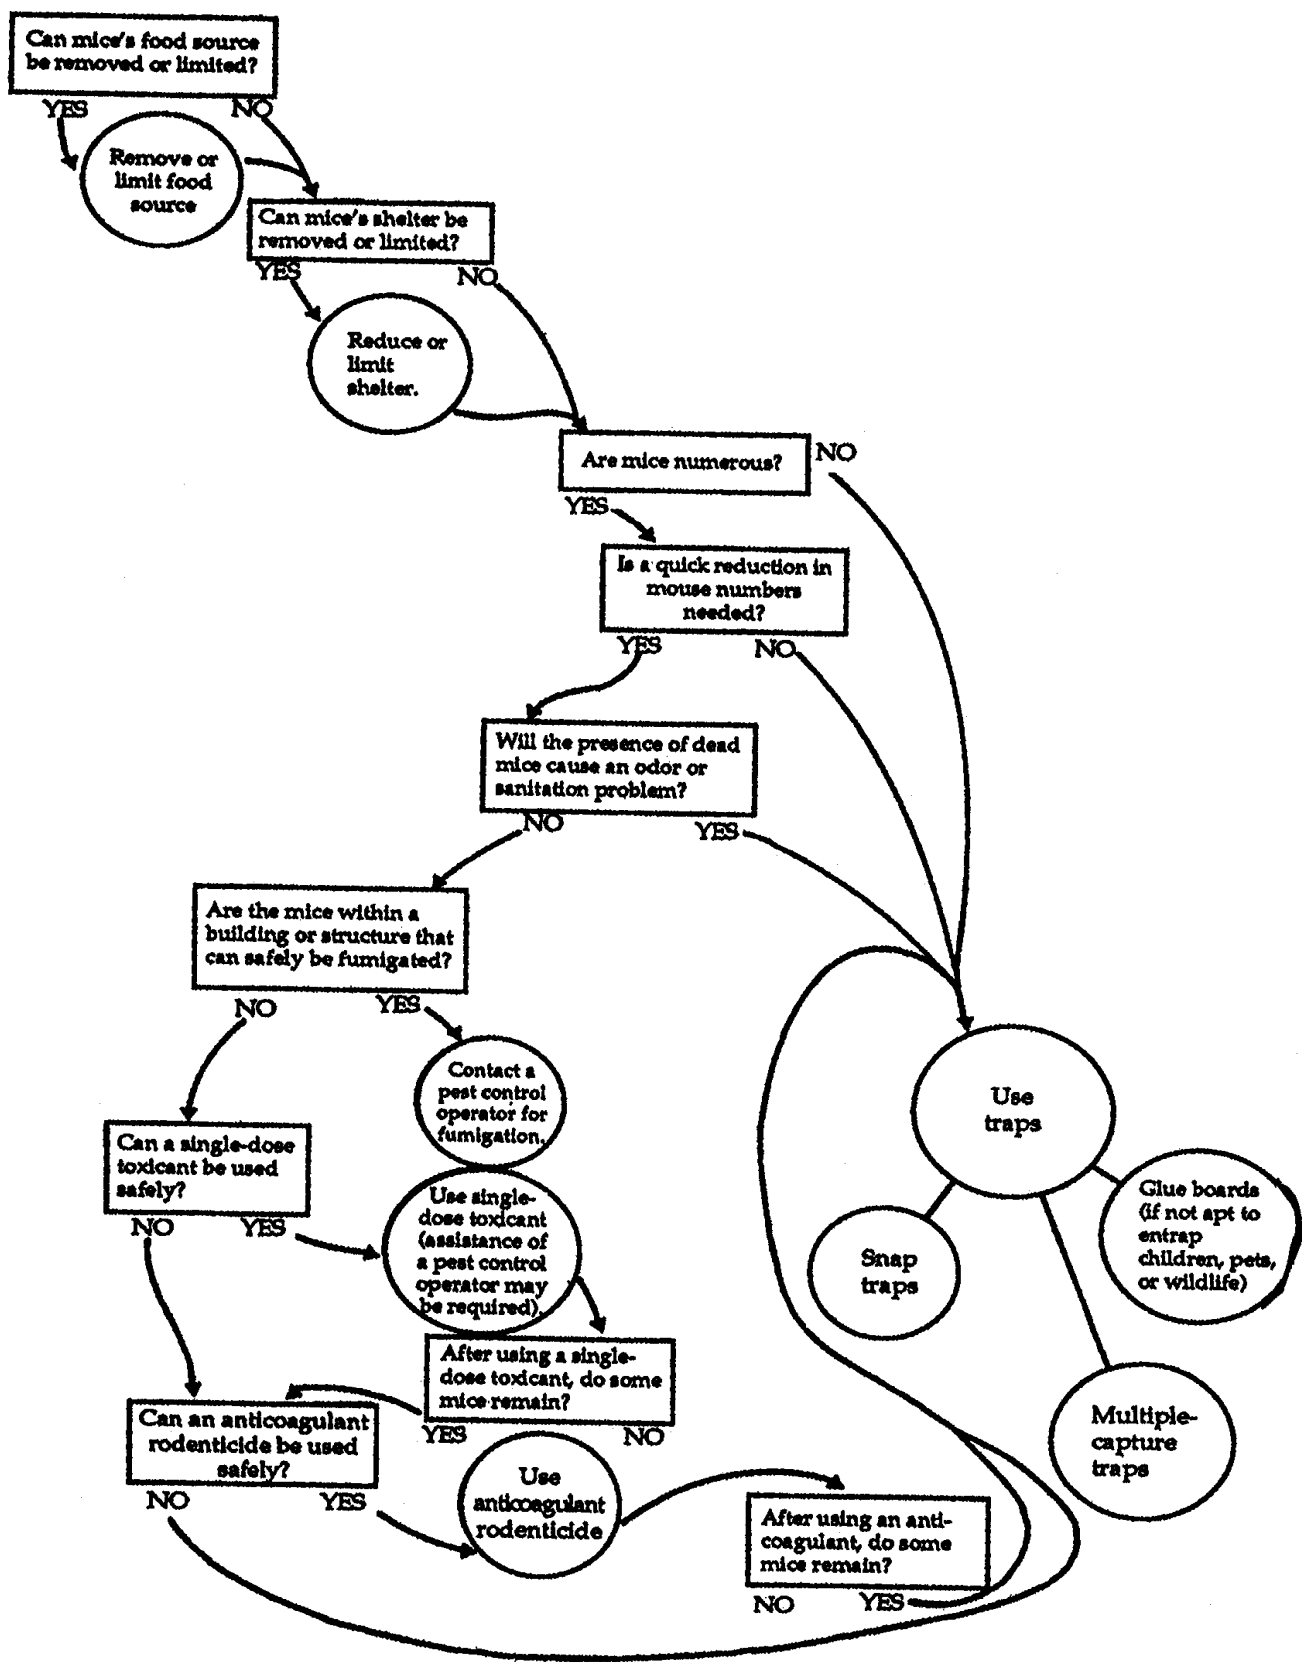 Can mice's food source
be removed or limited?
YES
NO
Remove or
limit food
source
Can mice's shelter be
removed or limited?
YES
NO
Reduce or
limit
shelter.
Are mice numerous?
NO
YES
Is a quick reduction in
mouse numbers
needed?
YES
NO
Will the presence of dead
mice cause an odor or
sanitation problem?
NO
YES
Are the mice within a
building or structure that
can safely be fumigated?
NO
YES
Contact a
pest control
operator for
fumigation.
Use
traps
Can a single-dose
toxicant be used
safely?
NO
YES
Use single-
dose toxicant
(assistance of
a pest control
operator may
be required).
Glue boards
(if not apt to
entrap
children, pets,
or wildlife)
Snap
traps
After using a single-
dose toxicant, do some
mice remain?
YES
NO
Can an anticoagulant
rodenticide be used
safely?
NO
YES
Use
anticoagulant
rodenticide
Multiple-
capture
traps
After using an anti-
coagulant, do some
mice remain?
NO
YES